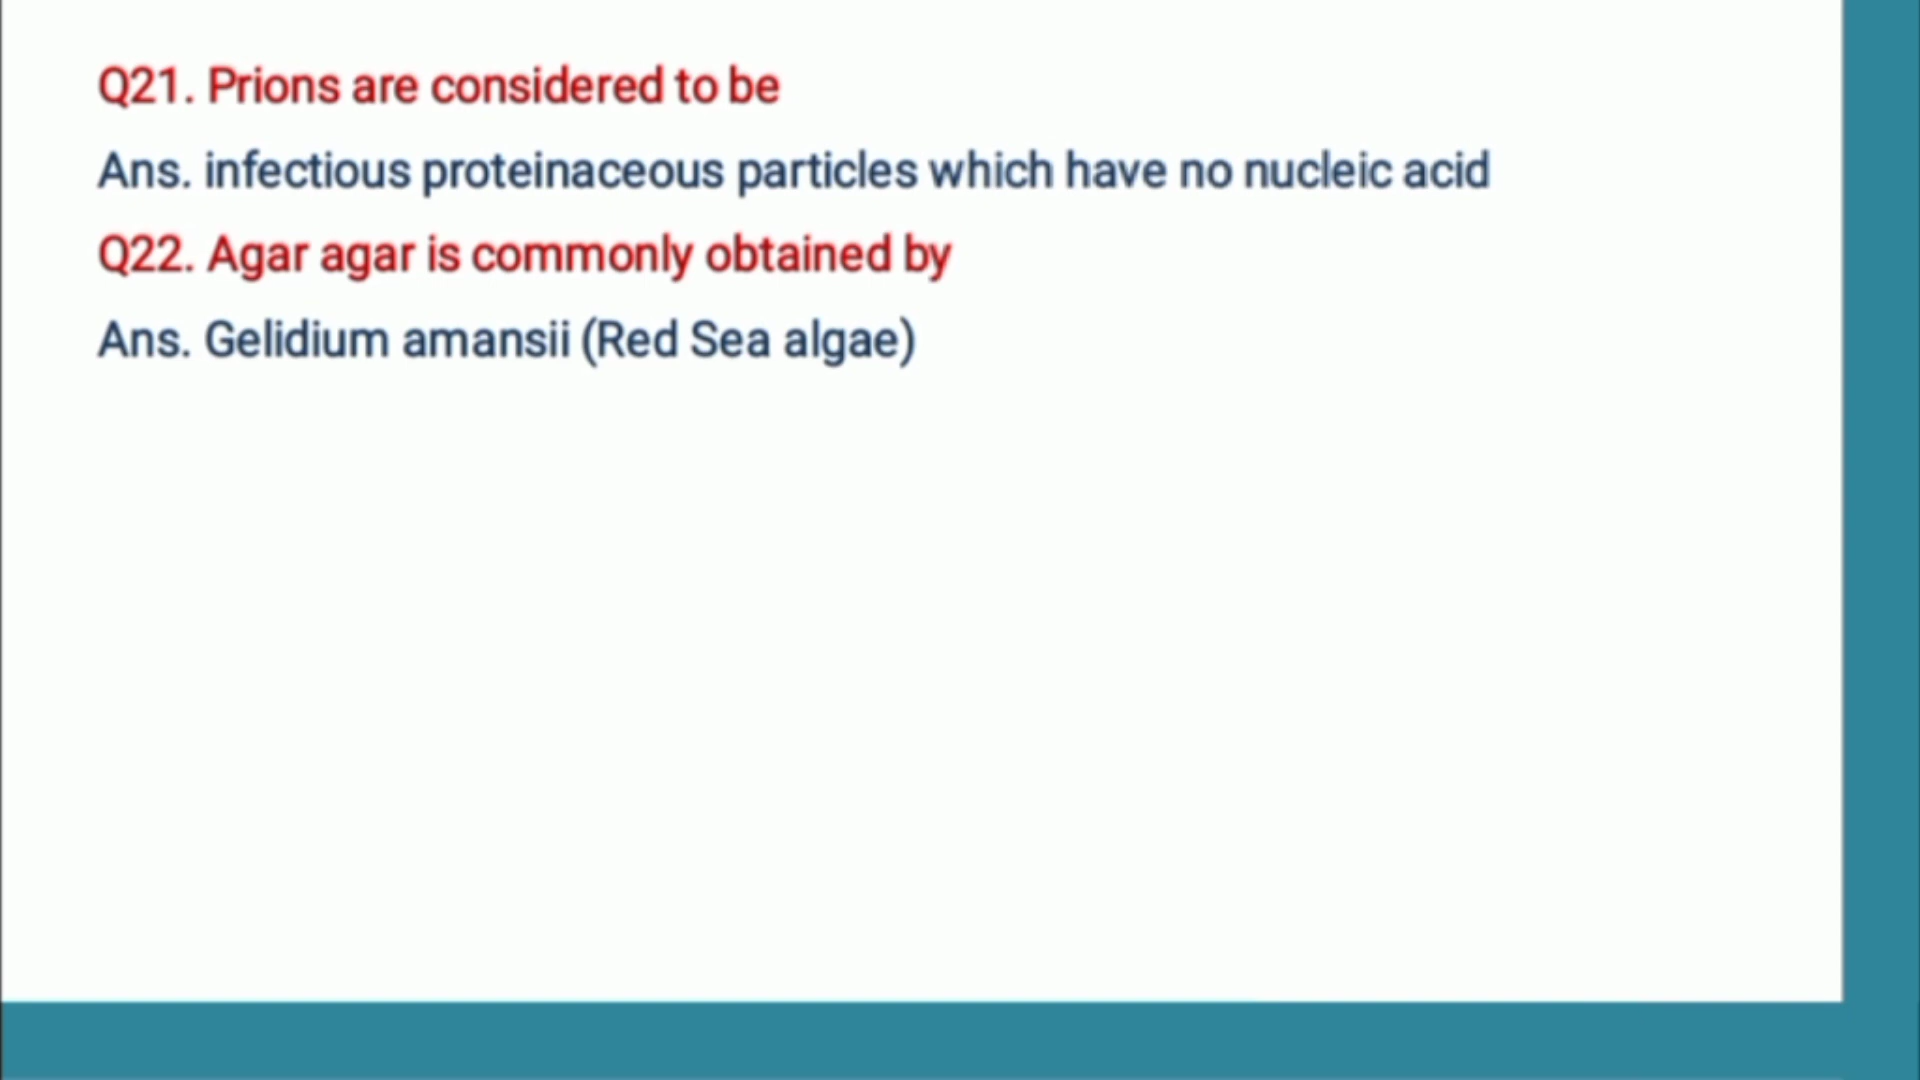 Q21. Prions are considered to be
Ans. infectious proteinaceous particles which have no nucleic acid
Q22. Agar agar is commonly obtained by
Ans. Gelidium amansii (Red Sea algae)